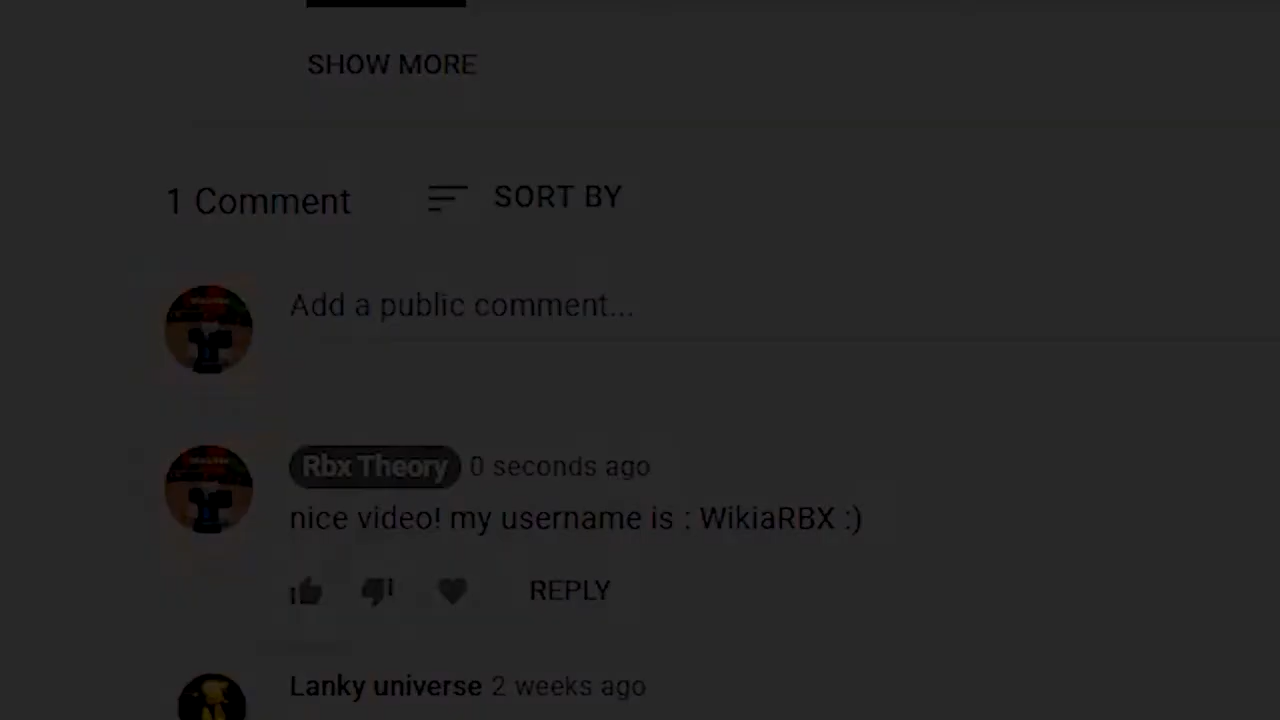 SHOW MORE
1 Comment SORT BY
Add a public comment...
Rbx Theory 0 seconds ago
nice video! my username is : WikiaRBX :)
REPLY
Lanky universe 2 weeks ago